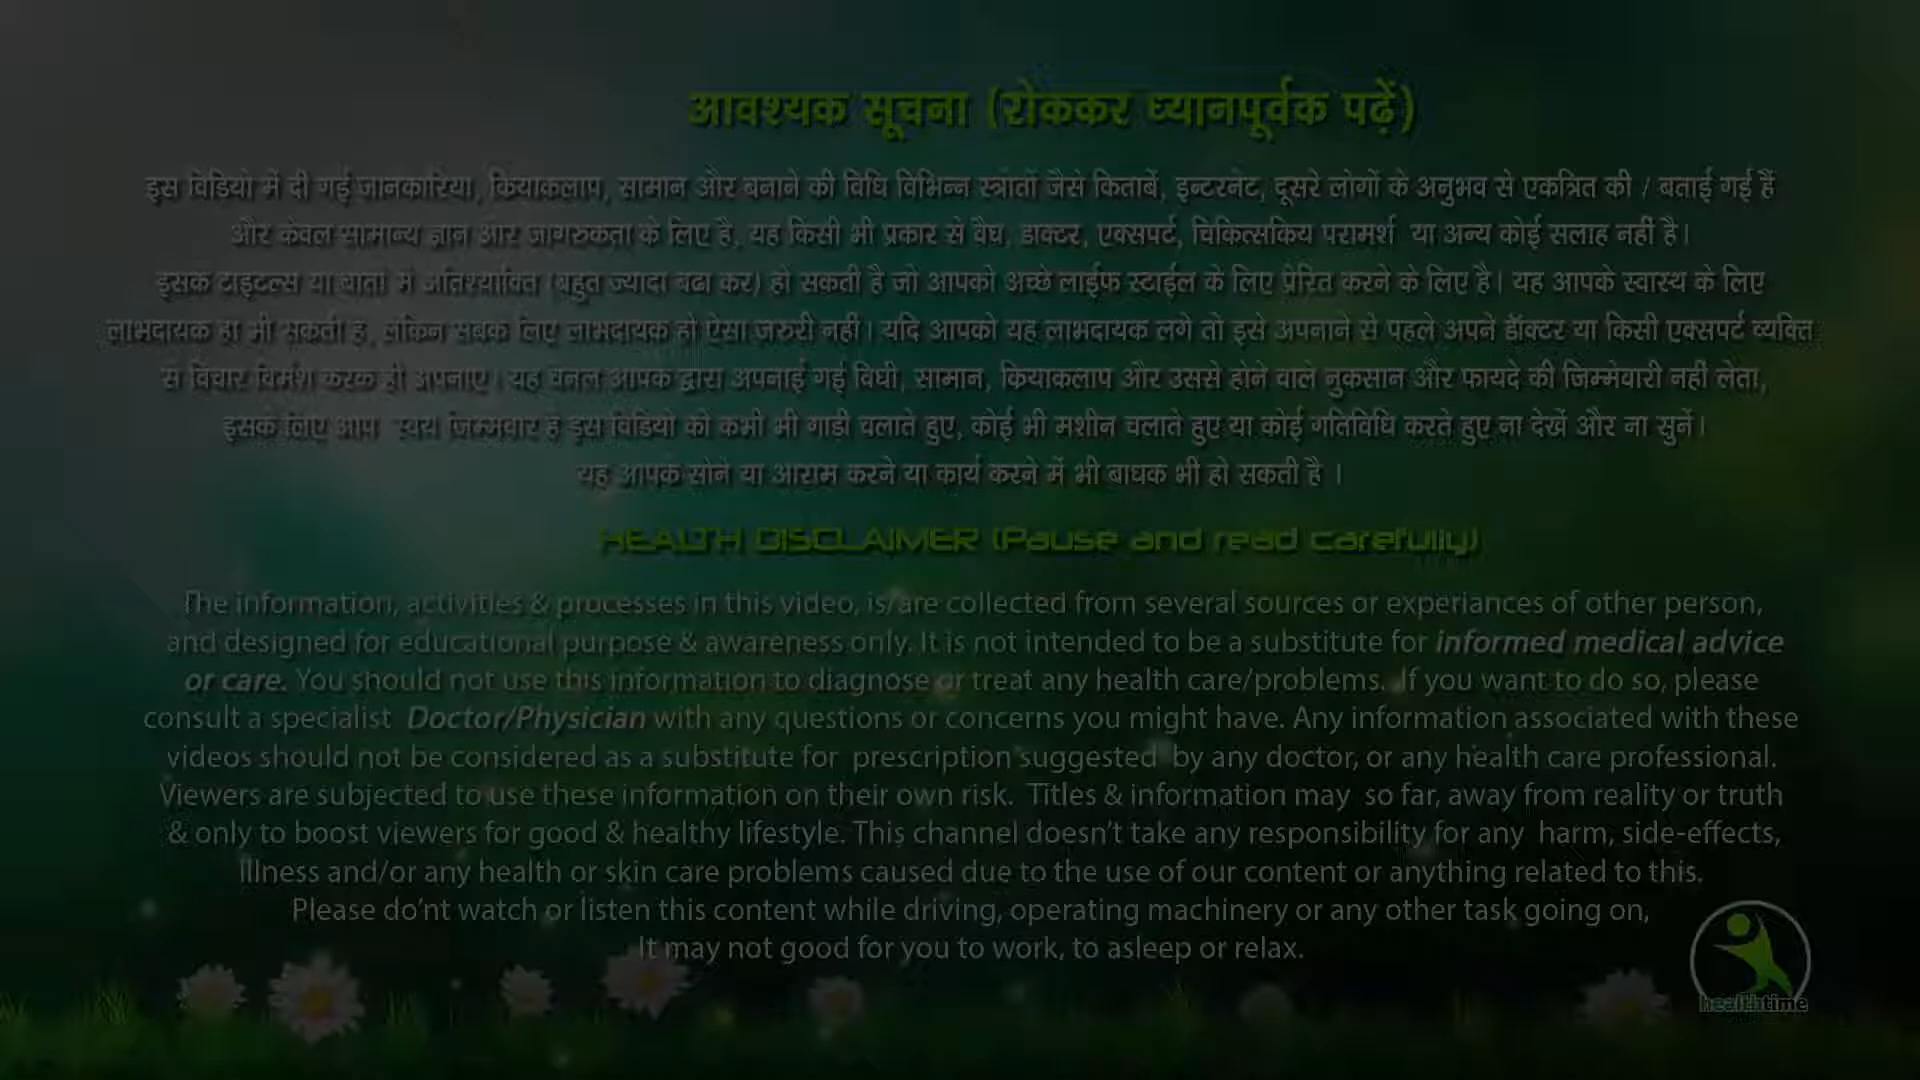 आवश्यक सूचना (रोककर ध्यानपूर्वक पढ़ें)
इस विडियो में दी गई जानकारिया, कियाकलाप, सामान और बनाने की विधि विभिन्न स्त्रोतों जैसे किताबें, इन्टरनेट, दूसरे लोगों के अनुभव से एकत्रित की / बताई गई हैं
और केवल सामान्य ज्ञान और जागरुकता के लिए है, यह किसी भी प्रकार से वैघ, डाक्टर, एक्सपर्ट, चिकित्सकिय परामर्श या अन्य कोई सलाह नहीं है।
इसके टाइटल्स या बातों में अतिश्योक्ति (बहुत ज्यादा बढा कर) हो सकती है जो आपको अच्छे लाईफ स्टाईल के लिए प्रेरित करने के लिए है। यह आपके स्वास्थ के लिए
लाभदायक हो भी सकती है, लेकिन सबके लिए लाभदायक हो ऐसा जरुरी नहीं। यदि आपको यह लाभदायक लगे तो इसे अपनाने से पहले अपने डॉक्टर या किसी एक्सपर्ट व्यक्ति
से विचार विर्मश करके ही अपनाए। यह चैनल आपके द्वारा अपनाई गई विधी, सामान, कियाकलाप और उससे होने वाले नुकसान और फायदे की जिम्मेवारी नहीं लेता,
इसके लिए आप स्वयं जिम्मेवार है इस विडियो को कभी भी गाडी चलाते हुए, कोई भी मशीन चलाते हुए या कोई गतिविधि करते हुए ना देखें और ना सुनें।
यह आपके सोने या आराम करने या कार्य करने में भी बाधक भी हो सकती है ।
HEALTH DISCLAIMER (Pause and read carefully)
The information, activities & processes in this video, is/are collected from several sources or experiances of other person,
and designed for educational purpose & awareness only. It is not intended to be a substitute for informed medical advice
or care. You should not use this information to diagnose or treat any health care/problems. If you want to do so, please
consult a specialist Doctor/Physician with any questions or concerns you might have. Any information associated with these
videos should not be considered as a substitute for prescription suggested by any doctor, or any health care professional.
Viewers are subjected to use these information on their own risk. Titles & information may so far, away from reality or truth
& only to boost viewers for good & healthy lifestyle. This channel doesn't take any responsibility for any harm, side-effects,
Illness and/or any health or skin care problems caused due to the use of our content or anything related to this.
Please do'nt watch or listen this content while driving, operating machinery or any other task going on,
It may not good for you to work, to asleep or relax.
healthtime